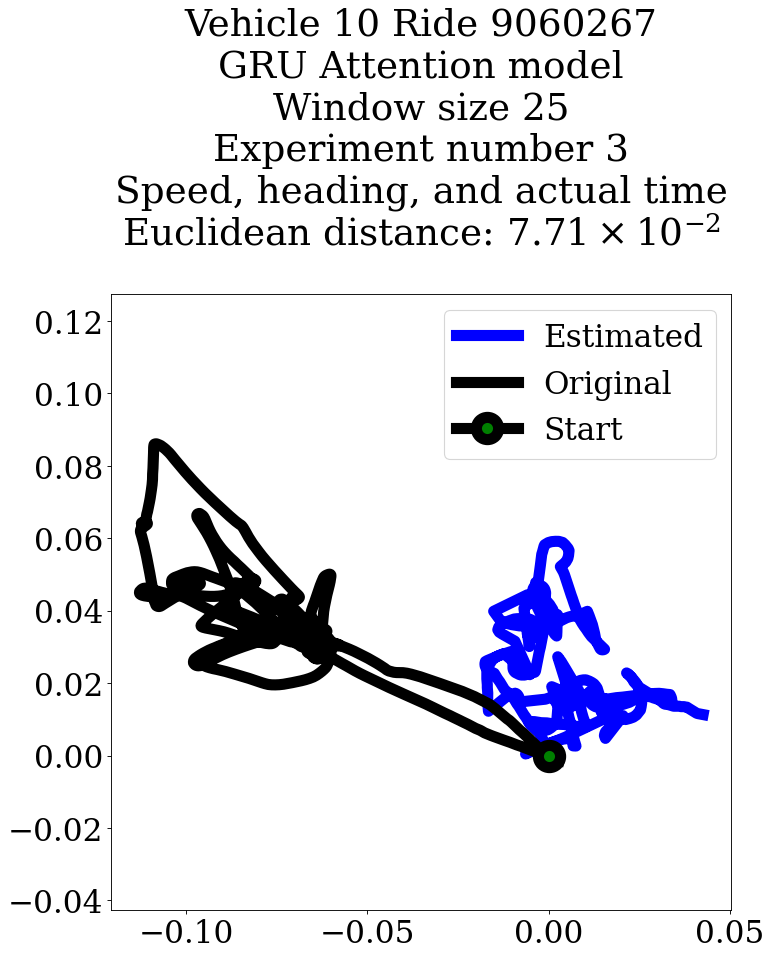 Vehicle 10 Ride 9060267
GRU Attention model
Window size 25
Experiment number 3
Speed, heading, and actual time
Euclidean distance: 7.71 × 10⁻²
Estimated
Original
Start
0.12
0.10
0.08
0.06
0.04
0.02
0.00
−0.02
−0.04
−0.10 −0.05 0.00 0.05